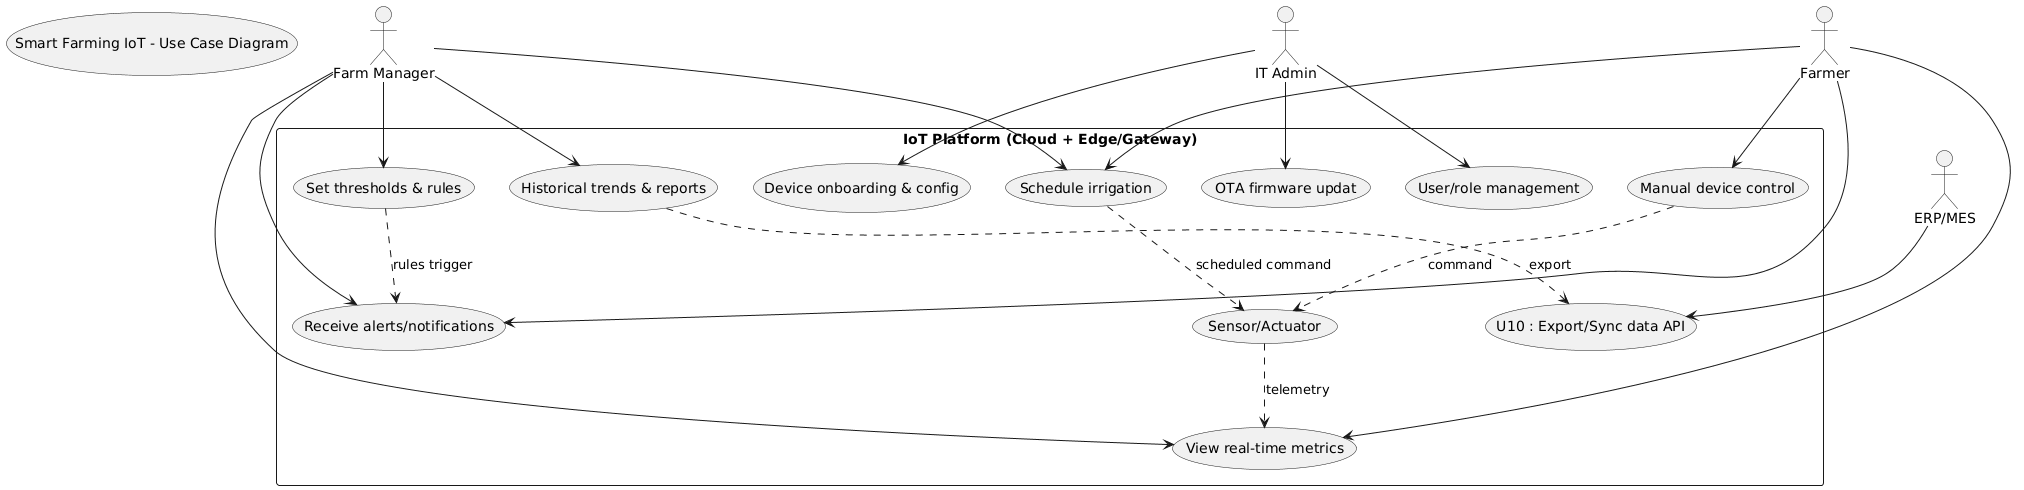 Smart Farming IoT - Use Case Diagram
Farm Manager
IT Admin
Farmer
IoT Platform (Cloud + Edge/Gateway)
Set thresholds & rules
Historical trends & reports
Device onboarding & config
Schedule irrigation
OTA firmware updat
User/role management
Manual device control
ERP/MES
rules trigger
scheduled command
command
export
Receive alerts/notifications
Sensor/Actuator
U10 : Export/Sync data API
telemetry
View real-time metrics